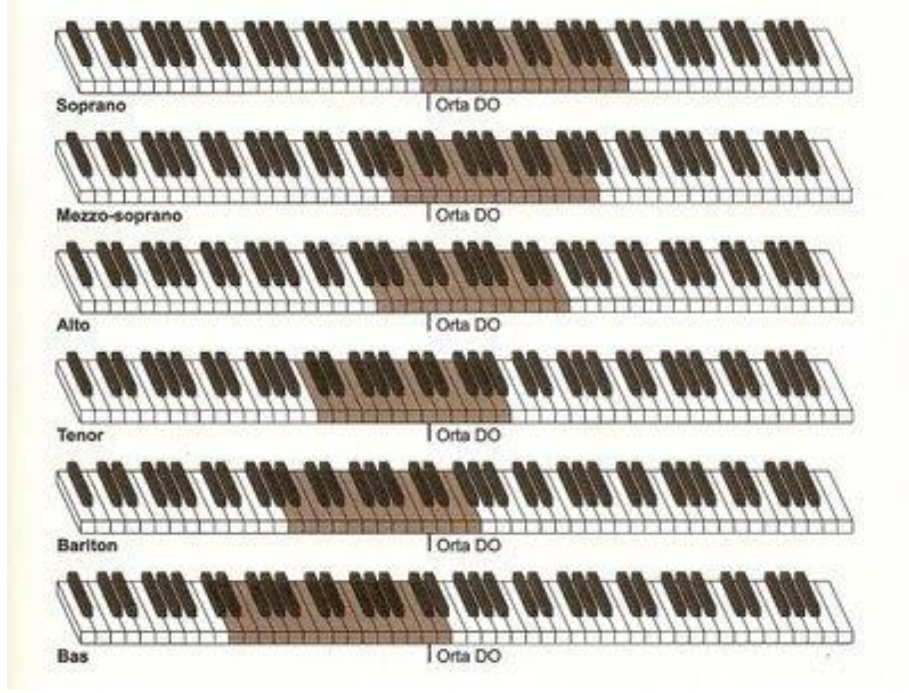 Orta DO
Soprano
Orta DO
Mezzo-soprano
Orta DO
Alto
Orta DO
Tenor
Orta DO
Bariton
Orta DO
Bas